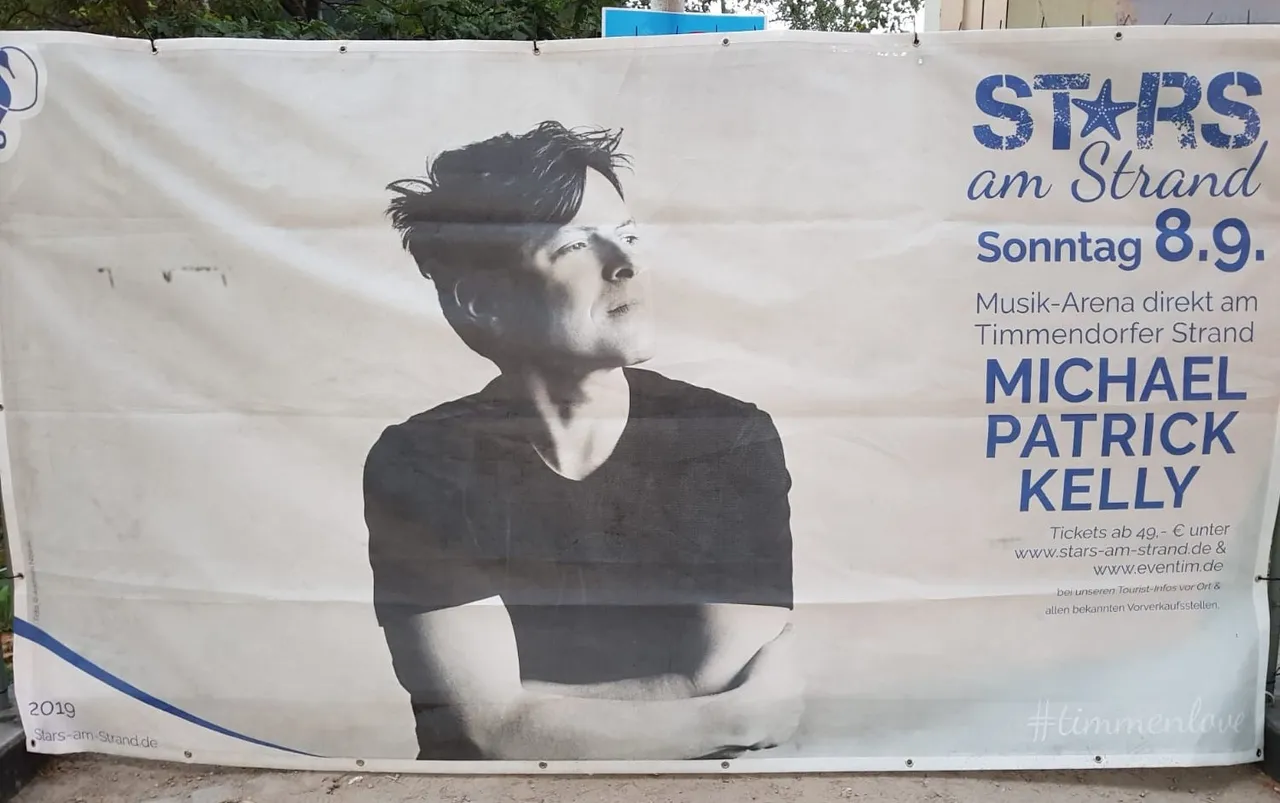 STARS
am Strand
Sonntag 8.9.
Musik-Arena direkt am
Timmendorfer Strand
MICHAEL
PATRICK
KELLY
Tickets ab 49,- € unter
www.stars-am-strand.de &
www.eventim.de
bei unseren Tourist-Infos vor Ort &
allen bekannten Vorverkaufsstellen.
#timmenlove
2019
Stars-am-Strand.de